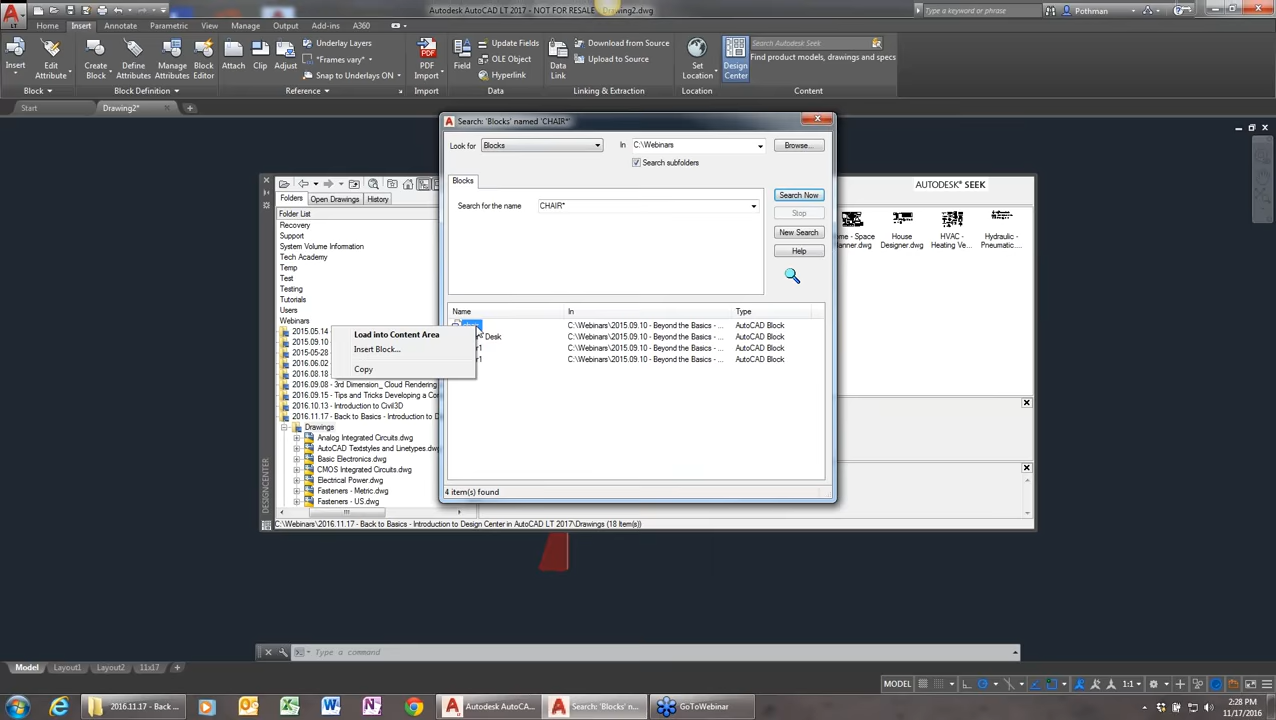 Autodesk AutoCAD LT 2017 - NOT FOR RESALE - Drawing2.dwg
Type a keyword or phrase
Pothman
Home Insert Annotate Parametric View Manage Output Add-ins A360
Insert
Edit Attribute
Create Block
Define Attributes
Manage Attributes
Block Editor
Attach
Clip
Adjust
Underlay Layers
*Frames vary*
Snap to Underlays ON
PDF Import
Field
Update Fields
OLE Object
Hyperlink
Data Link
Download from Source
Upload to Source
Set Location
Design Center
Search Autodesk Seek
Find product models, drawings and specs
Block
Block Definition
Reference
Import
Data
Linking & Extraction
Location
Content
Start
Drawing2*
Search: 'Blocks' named 'CHAIR*'
Look for
Blocks
In
C:\Webinars
Browse...
Search subfolders
Blocks
Search for the name
CHAIR*
Search Now
Stop
New Search
Help
Name In Type
C:\Webinars\2015.09.10 - Beyond the Basics - ... AutoCAD Block
Desk C:\Webinars\2015.09.10 - Beyond the Basics - ... AutoCAD Block
C:\Webinars\2015.09.10 - Beyond the Basics - ... AutoCAD Block
C:\Webinars\2015.09.10 - Beyond the Basics - ... AutoCAD Block
4 item(s) found
Load into Content Area
Insert Block...
Copy
AUTODESK® SEEK
Folders
Open Drawings
History
Folder List
Recovery
Support
System Volume Information
Tech Academy
Temp
Test
Testing
Tutorials
Users
Webinars
2015.05.14
2015.09.10
2015-05-28
2016.06.02
2016.08.18
2016.09.08 - 3rd Dimension_ Cloud Rendering
2016.09.15 - Tips and Tricks Developing a Co
2016.10.13 - Introduction to Civil3D
2016.11.17 - Back to Basics - Introduction to D
Drawings
Analog Integrated Circuits.dwg
AutoCAD Textstyles and Linetypes.dwg
Basic Electronics.dwg
CMOS Integrated Circuits.dwg
Electrical Power.dwg
Fasteners - Metric.dwg
Fasteners - US.dwg
DESIGNCENTER
Home - Space
House Designer.dwg
HVAC - Heating Ve...
Hydraulic - Pneumatic....
C:\Webinars\2016.11.17 - Back to Basics - Introduction to Design Center in AutoCAD LT 2017\Drawings (18 Item(s))
Type a command
Model Layout1 Layout2 11x17
MODEL
1:1
2016.11.17 - Back ...
Autodesk AutoCA...
Search: 'Blocks' n...
GoToWebinar
2:28 PM
11/17/2016